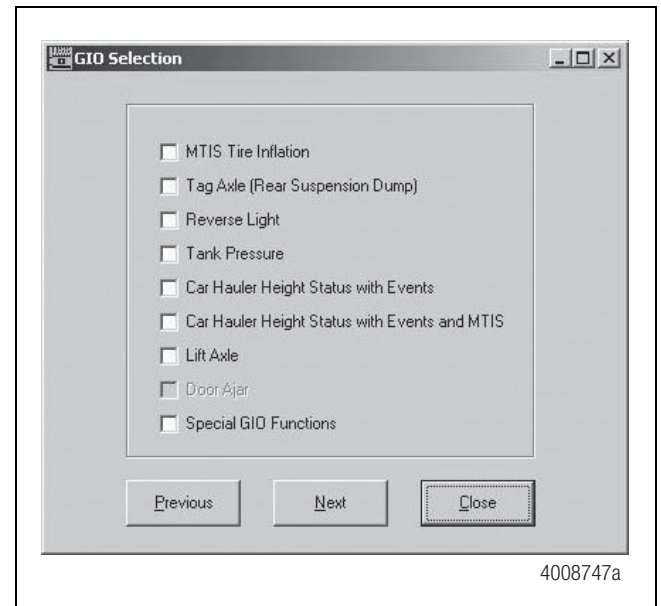 GIO Selection
MTIS Tire Inflation
Tag Axle (Rear Suspension Dump)
Reverse Light
Tank Pressure
Car Hauler Height Status with Events
Car Hauler Height Status with Events and MTIS
Lift Axle
Door Ajar
Special GIO Functions
Previous
Next
Close
4008747a